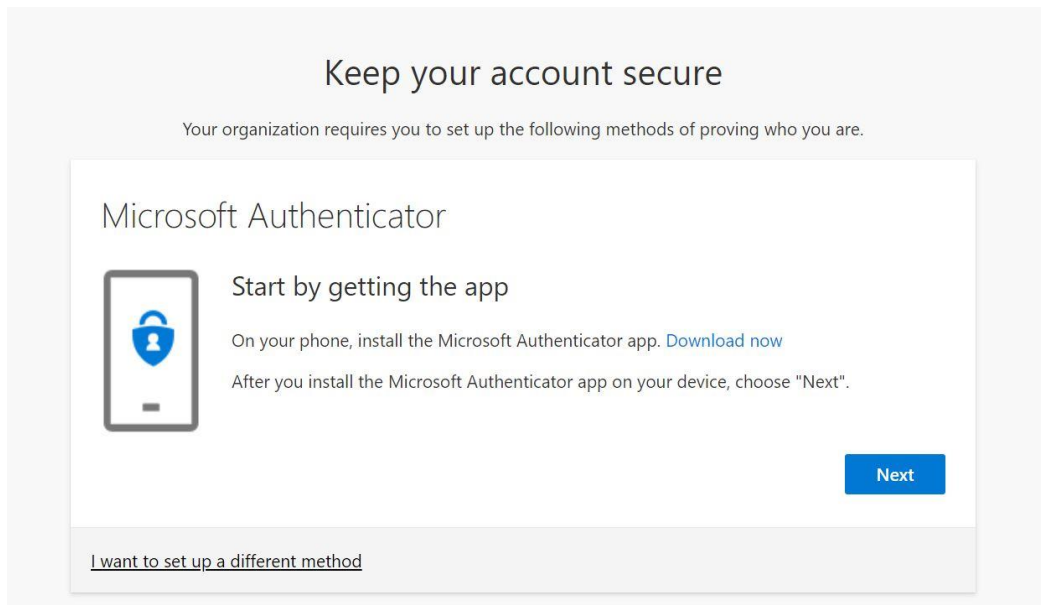 Keep your account secure
Your organization requires you to set up the following methods of proving who you are.
Microsoft Authenticator
Start by getting the app
On your phone, install the Microsoft Authenticator app. Download now
After you install the Microsoft Authenticator app on your device, choose "Next".
Next
I want to set up a different method